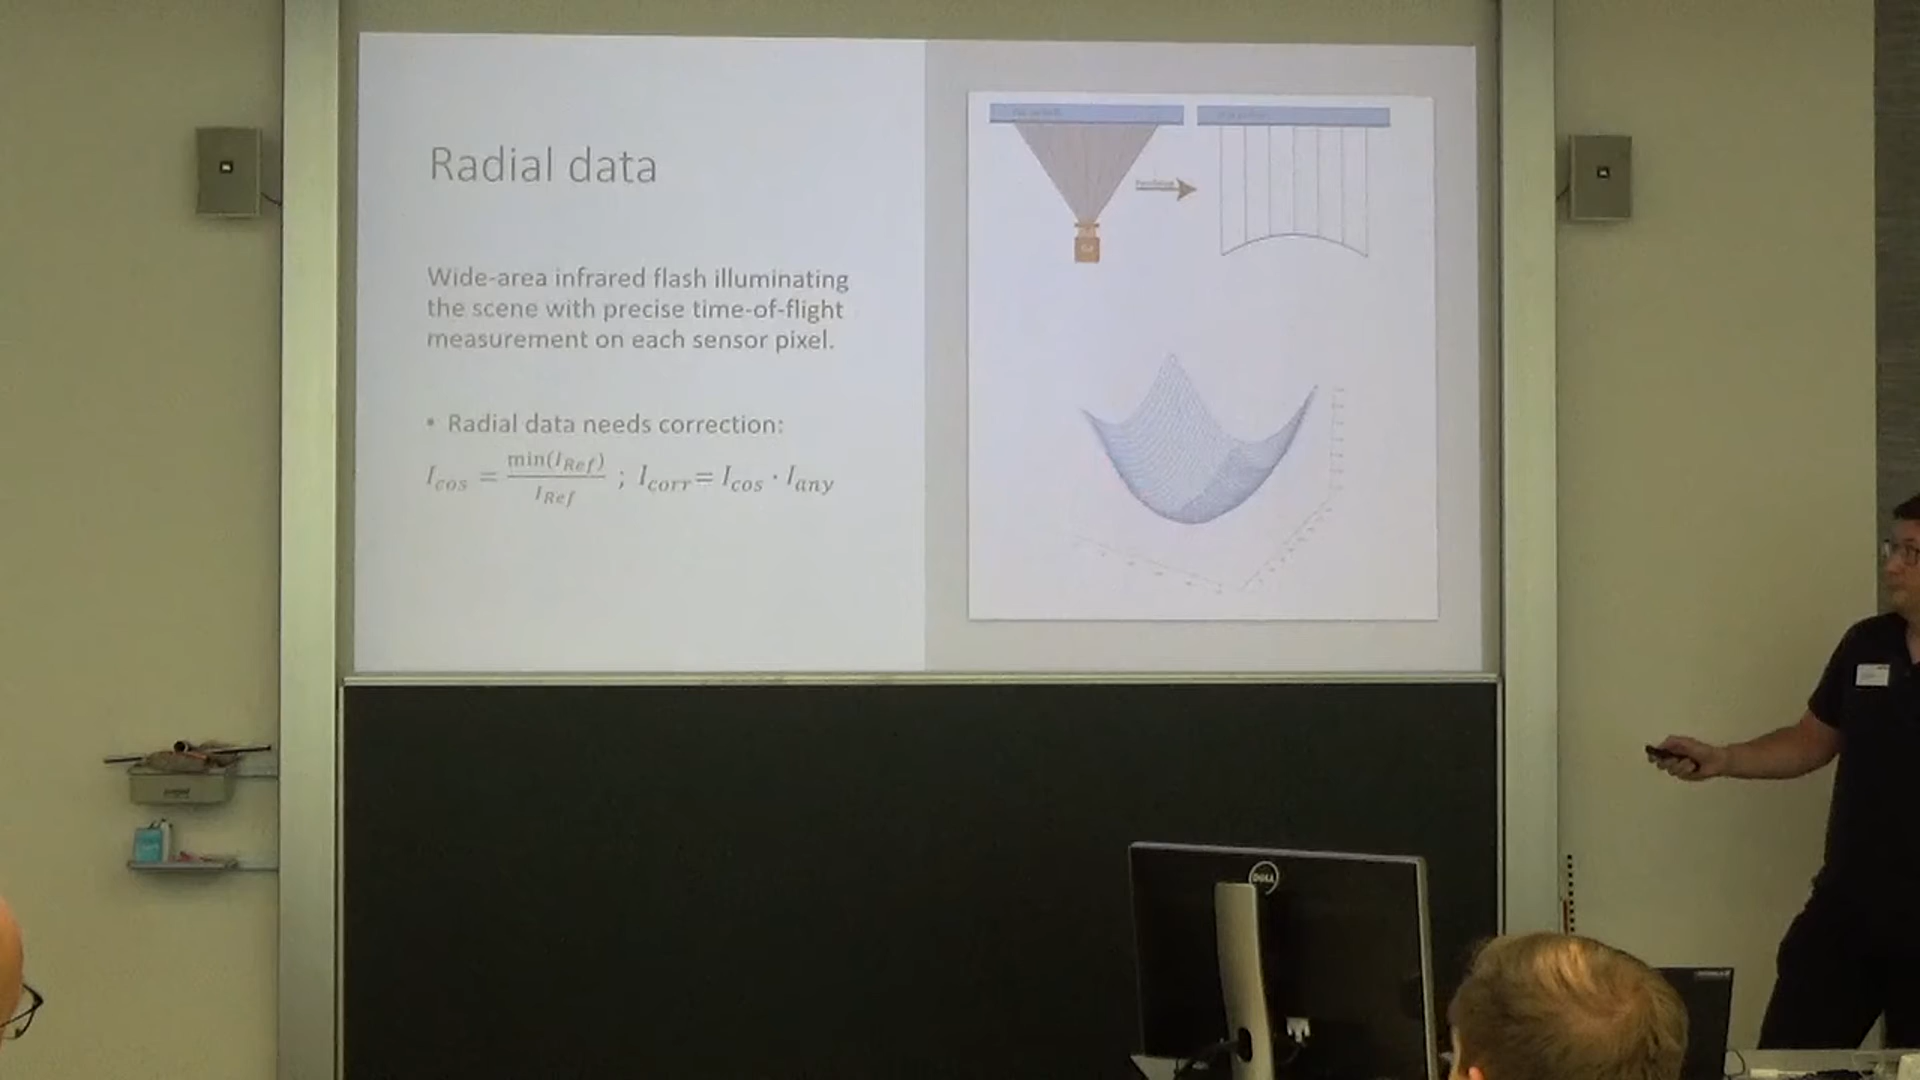 Radial data
Wide-area infrared flash illuminating
the scene with precise time-of-flight
measurement on each sensor pixel.
• Radial data needs correction:
I_cos = min(I_Ref) / I_Ref ; I_corr = I_cos · I_any
DELL